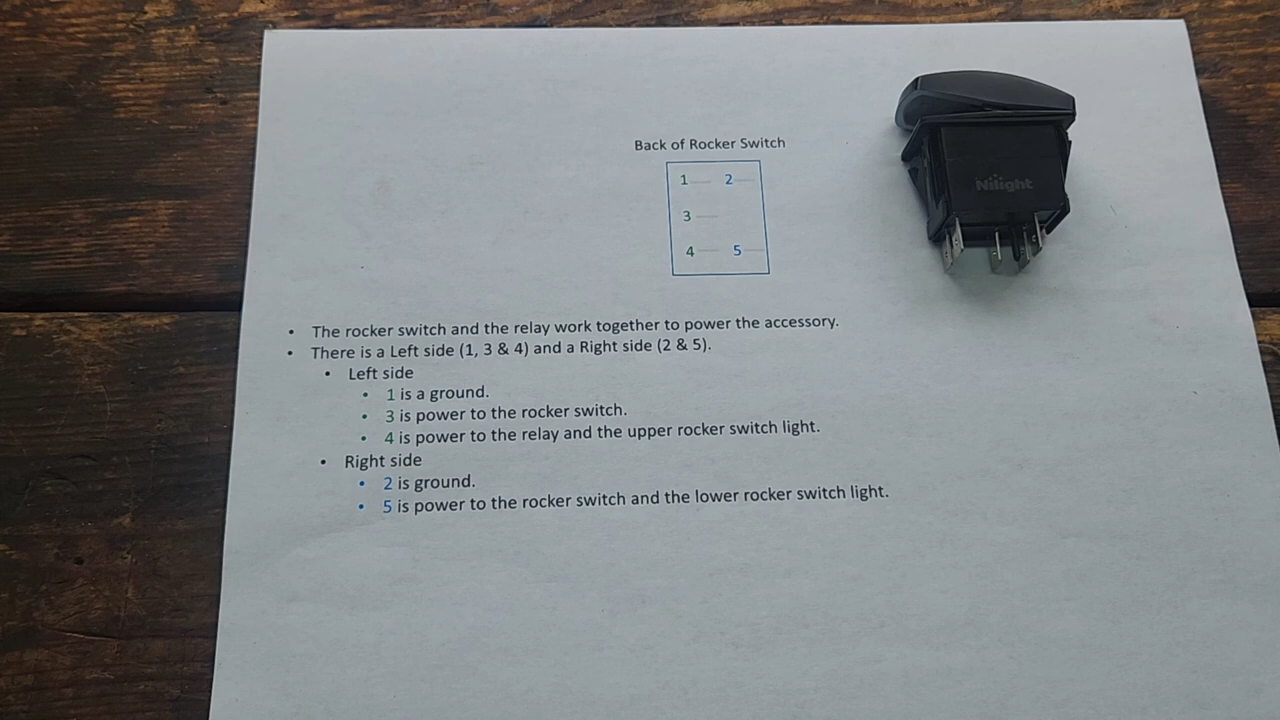 Back of Rocker Switch
1 2
3
4 5
Nilight
• The rocker switch and the relay work together to power the accessory.
• There is a Left side (1, 3 & 4) and a Right side (2 & 5).
• Left side
• 1 is a ground.
• 3 is power to the rocker switch.
• 4 is power to the relay and the upper rocker switch light.
• Right side
• 2 is ground.
• 5 is power to the rocker switch and the lower rocker switch light.